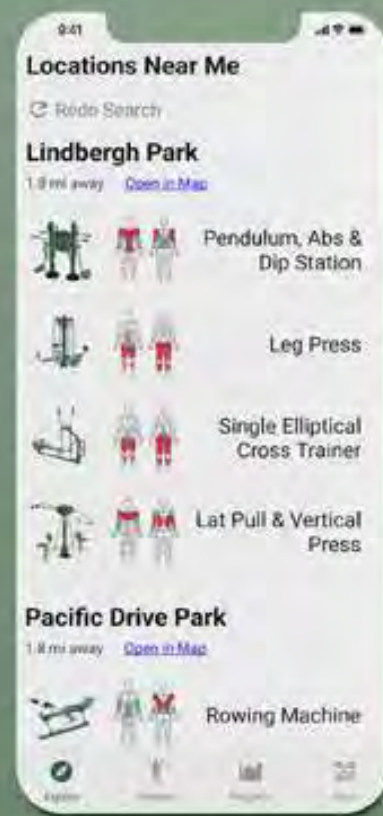 9:41
Locations Near Me
Redo Search
Lindbergh Park
mi away Open in Map
Pendulum, Abs &
Dip Station
Leg Press
Single Elliptical
Cross Trainer
Lat Pull & Vertical
Press
Pacific Drive Park
1.8 mi away Open in Map
Rowing Machine
Explore